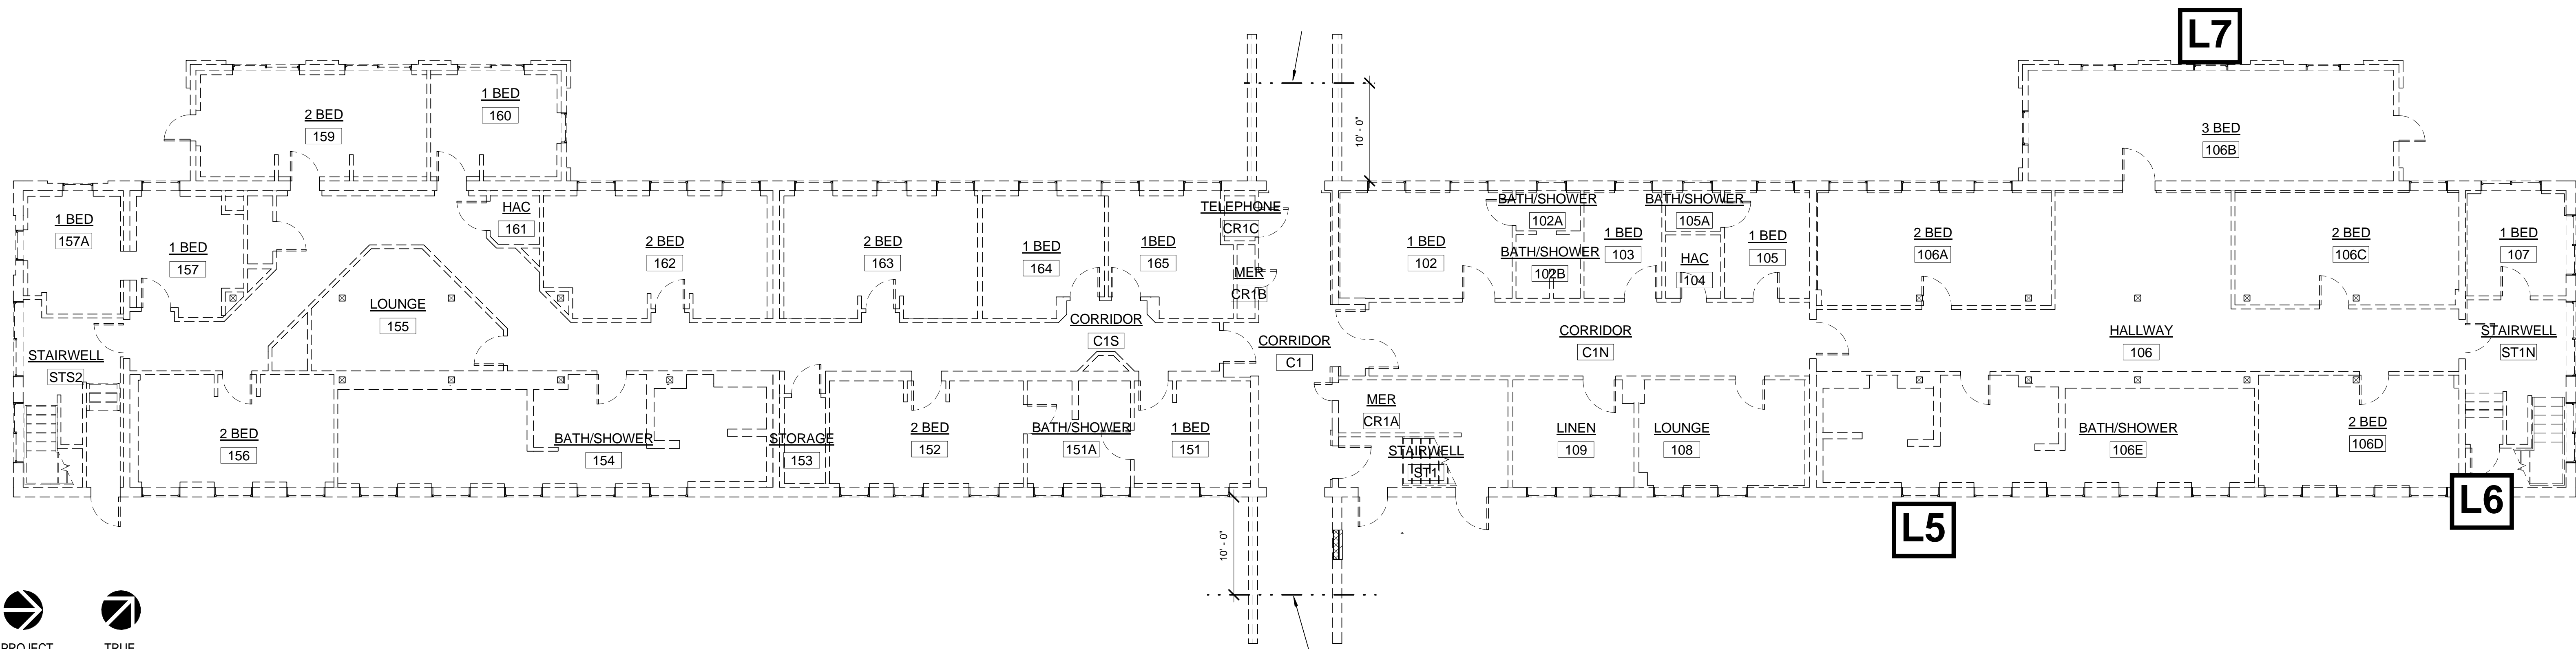 L7
1 BED
160
2 BED
159
10' - 0"
3 BED
106B
HAC
161
1 BED
157A
1 BED
157
2 BED
162
2 BED
163
1 BED
164
1BED
165
TELEPHONE
CR1C
MER
CR1B
1 BED
102
BATH/SHOWER
102A
BATH/SHOWER
102B
1 BED
103
BATH/SHOWER
105A
HAC
104
1 BED
105
2 BED
106A
2 BED
106C
1 BED
107
LOUNGE
155
CORRIDOR
C1S
CORRIDOR
C1
CORRIDOR
C1N
HALLWAY
106
STAIRWELL
ST1N
STAIRWELL
STS2
2 BED
156
BATH/SHOWER
154
STORAGE
153
2 BED
152
BATH/SHOWER
151A
1 BED
151
MER
CR1A
STAIRWELL
ST1
LINEN
109
LOUNGE
108
BATH/SHOWER
106E
2 BED
106D
L6
L5
10' - 0"
PROJECT
TRUE